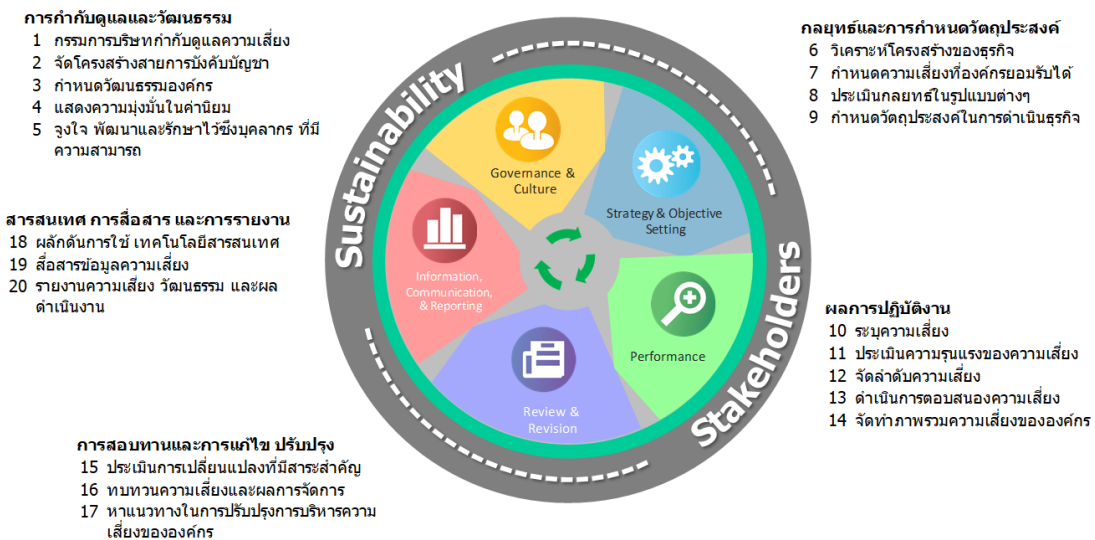 การกำกับดูแลและวัฒนธรรม
1 กรรมการบริษทกำกับดูแลความเสี่ยง
2 จัดโครงสร้างสายการบังคับบัญชา
3 กำหนดวัฒนธรรมองค์กร
4 แสดงความมุ่งมั่นในค่านิยม
5 จูงใจ พัฒนาและรักษาไว้ซึ่งบุคลากร ที่มี
ความสามารถ
กลยุทธ์และการกำหนดวัตถุประสงค์
6 วิเคราะห์โครงสร้างของธุรกิจ
7 กำหนดความเสี่ยงที่องค์กรยอมรับได้
8 ประเมินกลยทธ์ในรูปแบบต่างๆ
9 กำหนดวัตถุประสงค์ในการดำเนินธุรกิจ
สารสนเทศ การสื่อสาร และการรายงาน
18 ผลักดันการใช้ เทคโนโลยีสารสนเทศ
19 สื่อสารข้อมูลความเสี่ยง
20 รายงานความเสี่ยง วัฒนธรรม และผล
ดำเนินงาน
ผลการปฏิบัติงาน
10 ระบุความเสี่ยง
11 ประเมินความรุนแรงของความเสี่ยง
12 จัดลำดับความเสี่ยง
13 ดำเนินการตอบสนองความเสี่ยง
14 จัดทำภาพรวมความเสี่ยงขององค์กร
การสอบทานและการแก้ไข ปรับปรุง
15 ประเมินการเปลี่ยนแปลงที่มีสาระสำคัญ
16 ทบทวนความเสี่ยงและผลการจัดการ
17 หาแนวทางในการปรับปรุงการบริหารความ
เสี่ยงขององค์กร
Sustainability
Stakeholders
Governance &
Culture
Strategy & Objective
Setting
Information,
Communication,
& Reporting
Performance
Review &
Revision